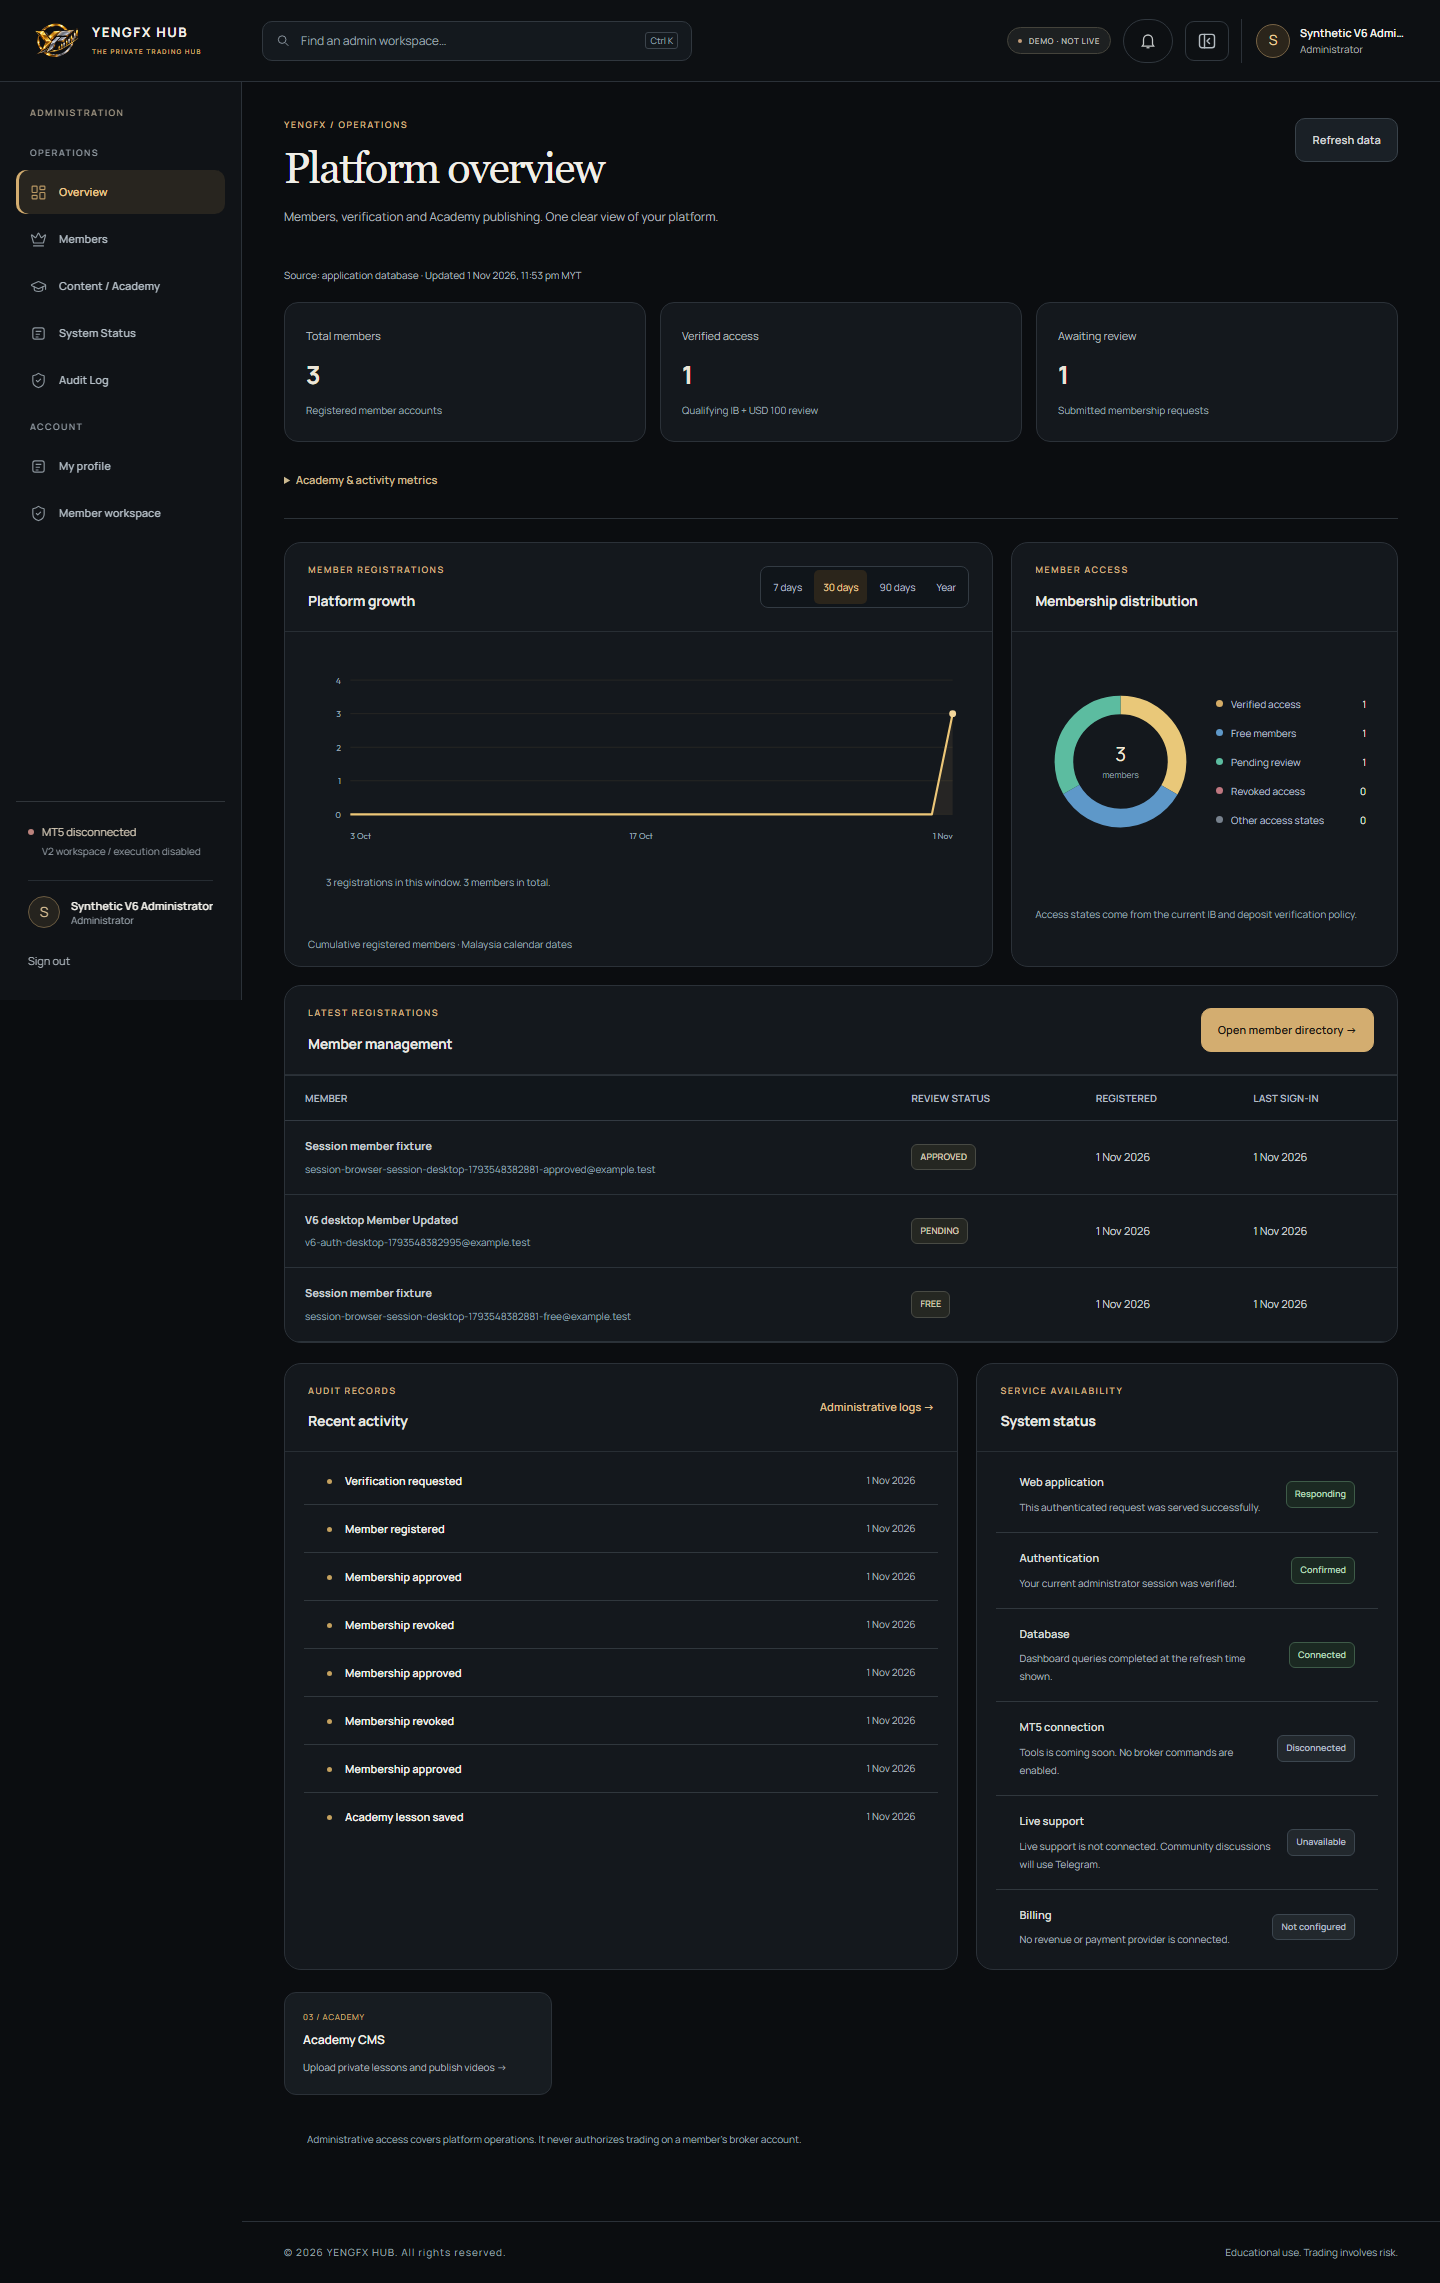 YENGFX HUB
THE PRIVATE TRADING HUB
Find an admin workspace...
Ctrl K
DEMO · NOT LIVE
S
Synthetic V6 Admi...
Administrator
ADMINISTRATION
OPERATIONS
Overview
Members
Content / Academy
System Status
Audit Log
ACCOUNT
My profile
Member workspace
MT5 disconnected
V2 workspace / execution disabled
S
Synthetic V6 Administrator
Administrator
Sign out
YENGFX / OPERATIONS
Platform overview
Refresh data
Members, verification and Academy publishing. One clear view of your platform.
Source: application database · Updated 1 Nov 2026, 11:53 pm MYT
Total members
3
Registered member accounts
Verified access
1
Qualifying IB + USD 100 review
Awaiting review
1
Submitted membership requests
▶ Academy & activity metrics
MEMBER REGISTRATIONS
Platform growth
7 days
30 days
90 days
Year
4
3
2
1
0
3 Oct
17 Oct
1 Nov
3 registrations in this window. 3 members in total.
Cumulative registered members · Malaysia calendar dates
MEMBER ACCESS
Membership distribution
3
members
Verified access 1
Free members 1
Pending review 1
Revoked access 0
Other access states 0
Access states come from the current IB and deposit verification policy.
LATEST REGISTRATIONS
Member management
Open member directory →
MEMBER REVIEW STATUS REGISTERED LAST SIGN-IN
Session member fixture
session-browser-session-desktop-1793548382881-approved@example.test
APPROVED
1 Nov 2026
1 Nov 2026
V6 desktop Member Updated
v6-auth-desktop-1793548382995@example.test
PENDING
1 Nov 2026
1 Nov 2026
Session member fixture
session-browser-session-desktop-1793548382881-free@example.test
FREE
1 Nov 2026
1 Nov 2026
AUDIT RECORDS
Recent activity
Administrative logs →
Verification requested 1 Nov 2026
Member registered 1 Nov 2026
Membership approved 1 Nov 2026
Membership revoked 1 Nov 2026
Membership approved 1 Nov 2026
Membership revoked 1 Nov 2026
Membership approved 1 Nov 2026
Academy lesson saved 1 Nov 2026
SERVICE AVAILABILITY
System status
Web application
This authenticated request was served successfully.
Responding
Authentication
Your current administrator session was verified.
Confirmed
Database
Dashboard queries completed at the refresh time
shown.
Connected
MT5 connection
Tools is coming soon. No broker commands are
enabled.
Disconnected
Live support
Live support is not connected. Community discussions
will use Telegram.
Unavailable
Billing
No revenue or payment provider is connected.
Not configured
03 / ACADEMY
Academy CMS
Upload private lessons and publish videos →
Administrative access covers platform operations. It never authorizes trading on a member's broker account.
© 2026 YENGFX HUB. All rights reserved.
Educational use. Trading involves risk.